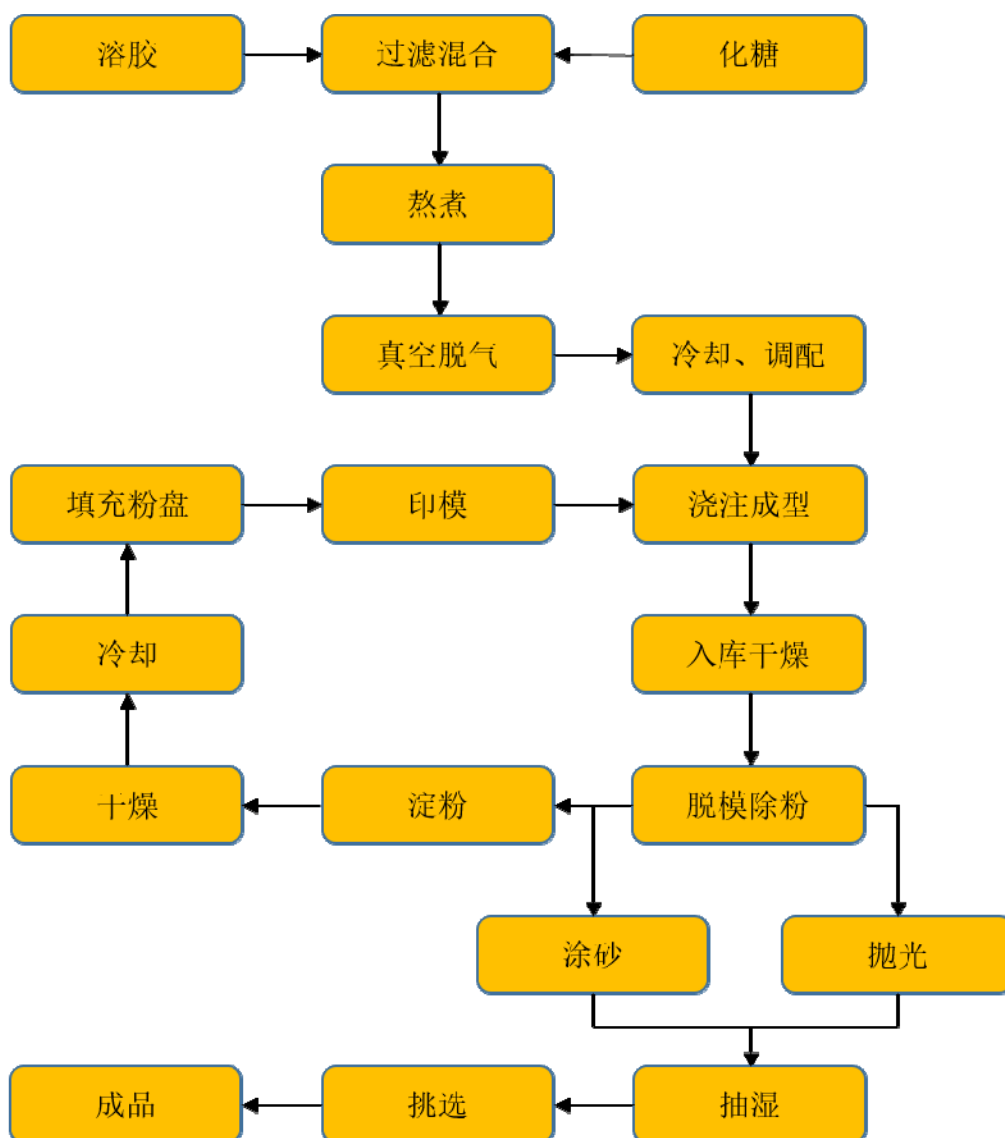 溶胶
过滤混合
化糖
熬煮
真空脱气
冷却、调配
填充粉盘
印模
浇注成型
冷却
入库干燥
干燥
淀粉
脱模除粉
涂砂
抛光
成品
挑选
抽湿